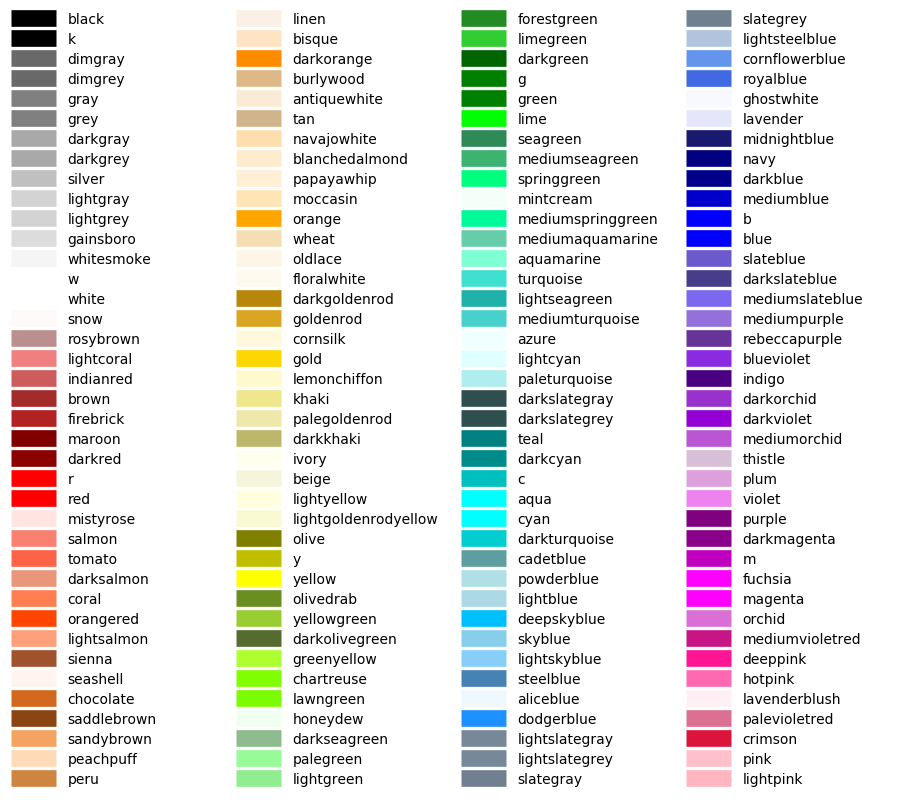 black
k
dimgray
dimgrey
gray
grey
darkgray
darkgrey
silver
lightgray
lightgrey
gainsboro
whitesmoke
w
white
snow
rosybrown
lightcoral
indianred
brown
firebrick
maroon
darkred
r
red
mistyrose
salmon
tomato
darksalmon
coral
orangered
lightsalmon
sienna
seashell
chocolate
saddlebrown
sandybrown
peachpuff
peru
linen
bisque
darkorange
burlywood
antiquewhite
tan
navajowhite
blanchedalmond
papayawhip
moccasin
orange
wheat
oldlace
floralwhite
darkgoldenrod
goldenrod
cornsilk
gold
lemonchiffon
khaki
palegoldenrod
darkkhaki
ivory
beige
lightyellow
lightgoldenrodyellow
olive
y
yellow
olivedrab
yellowgreen
darkolivegreen
greenyellow
chartreuse
lawngreen
honeydew
darkseagreen
palegreen
lightgreen
forestgreen
limegreen
darkgreen
g
green
lime
seagreen
mediumseagreen
springgreen
mintcream
mediumspringgreen
mediumaquamarine
aquamarine
turquoise
lightseagreen
mediumturquoise
azure
lightcyan
paleturquoise
darkslategray
darkslategrey
teal
darkcyan
c
aqua
cyan
darkturquoise
cadetblue
powderblue
lightblue
deepskyblue
skyblue
lightskyblue
steelblue
aliceblue
dodgerblue
lightslategray
lightslategrey
slategray
slategrey
lightsteelblue
cornflowerblue
royalblue
ghostwhite
lavender
midnightblue
navy
darkblue
mediumblue
b
blue
slateblue
darkslateblue
mediumslateblue
mediumpurple
rebeccapurple
blueviolet
indigo
darkorchid
darkviolet
mediumorchid
thistle
plum
violet
purple
darkmagenta
m
fuchsia
magenta
orchid
mediumvioletred
deeppink
hotpink
lavenderblush
palevioletred
crimson
pink
lightpink